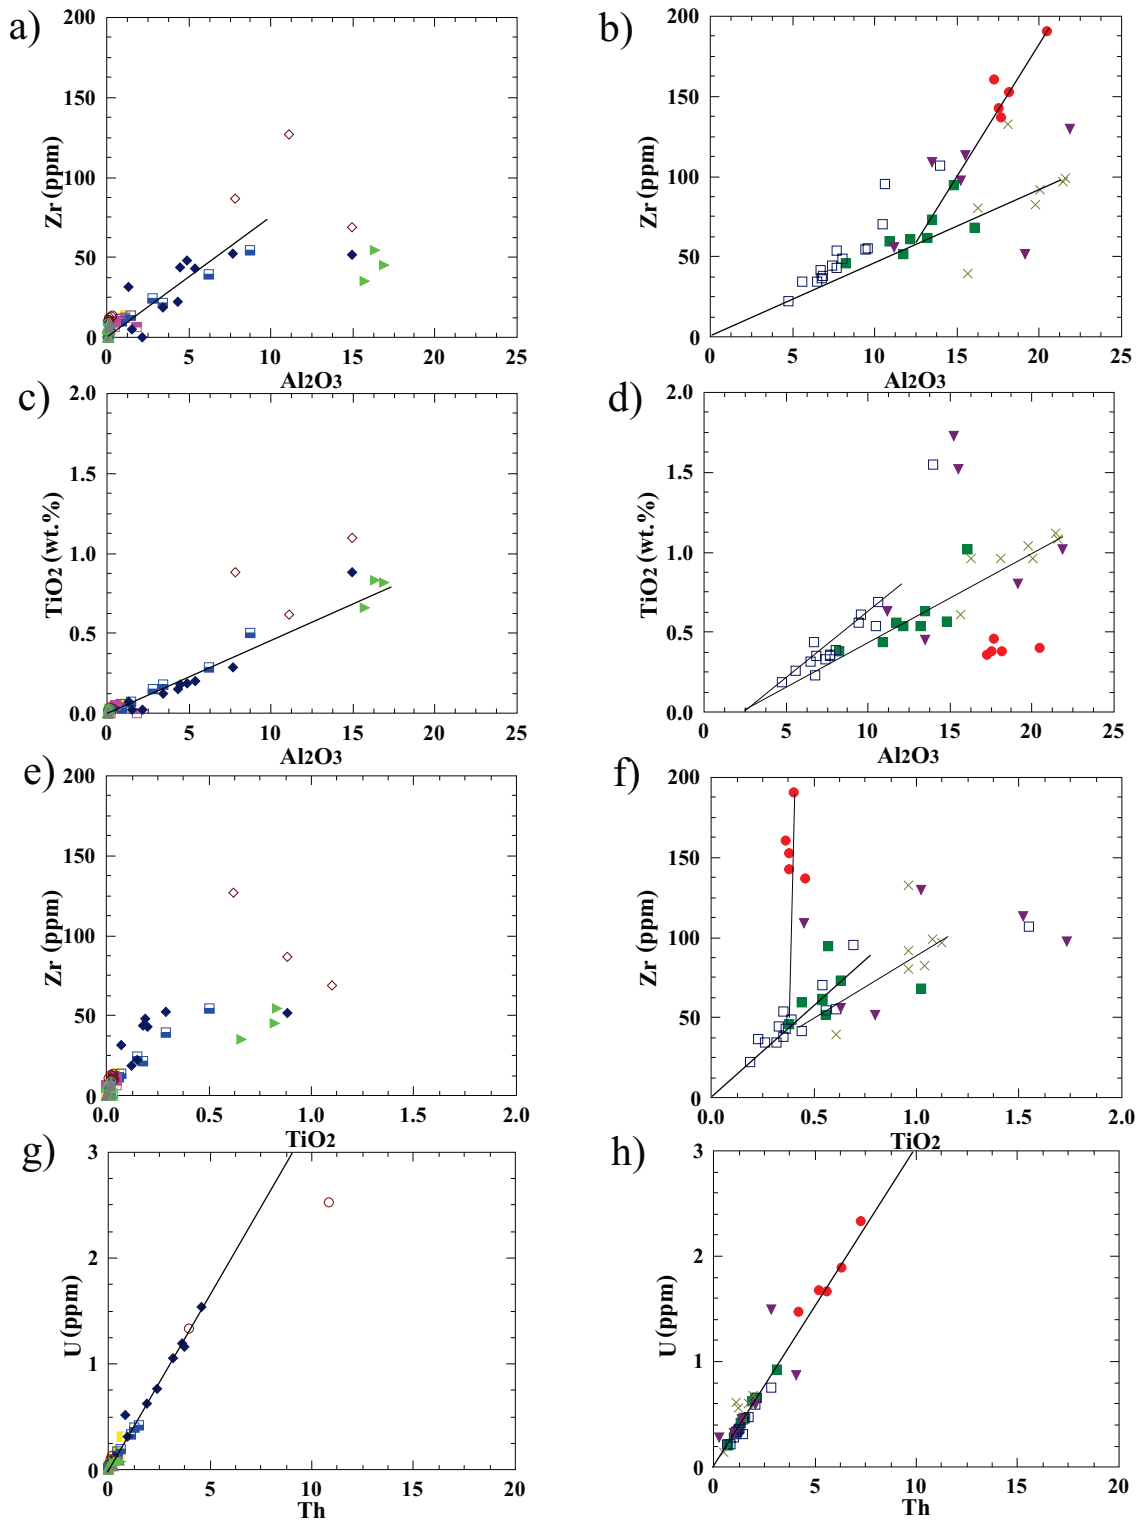 a)
200
150
100
50
0
Zr (ppm)
0 5 10 15 20 25
Al2O3
b)
200
150
100
50
0
Zr (ppm)
0 5 10 15 20 25
Al2O3
c)
2.0
1.5
1.0
0.5
0.0
TiO2 (wt.%)
0 5 10 15 20 25
Al2O3
d)
2.0
1.5
1.0
0.5
0.0
TiO2 (wt.%)
0 5 10 15 20 25
Al2O3
e)
200
150
100
50
0
Zr (ppm)
0.0 0.5 1.0 1.5 2.0
TiO2
f)
200
150
100
50
0
Zr (ppm)
0.0 0.5 1.0 1.5 2.0
TiO2
g)
3
2
1
0
U (ppm)
0 5 10 15 20
Th
h)
3
2
1
0
U (ppm)
0 5 10 15 20
Th